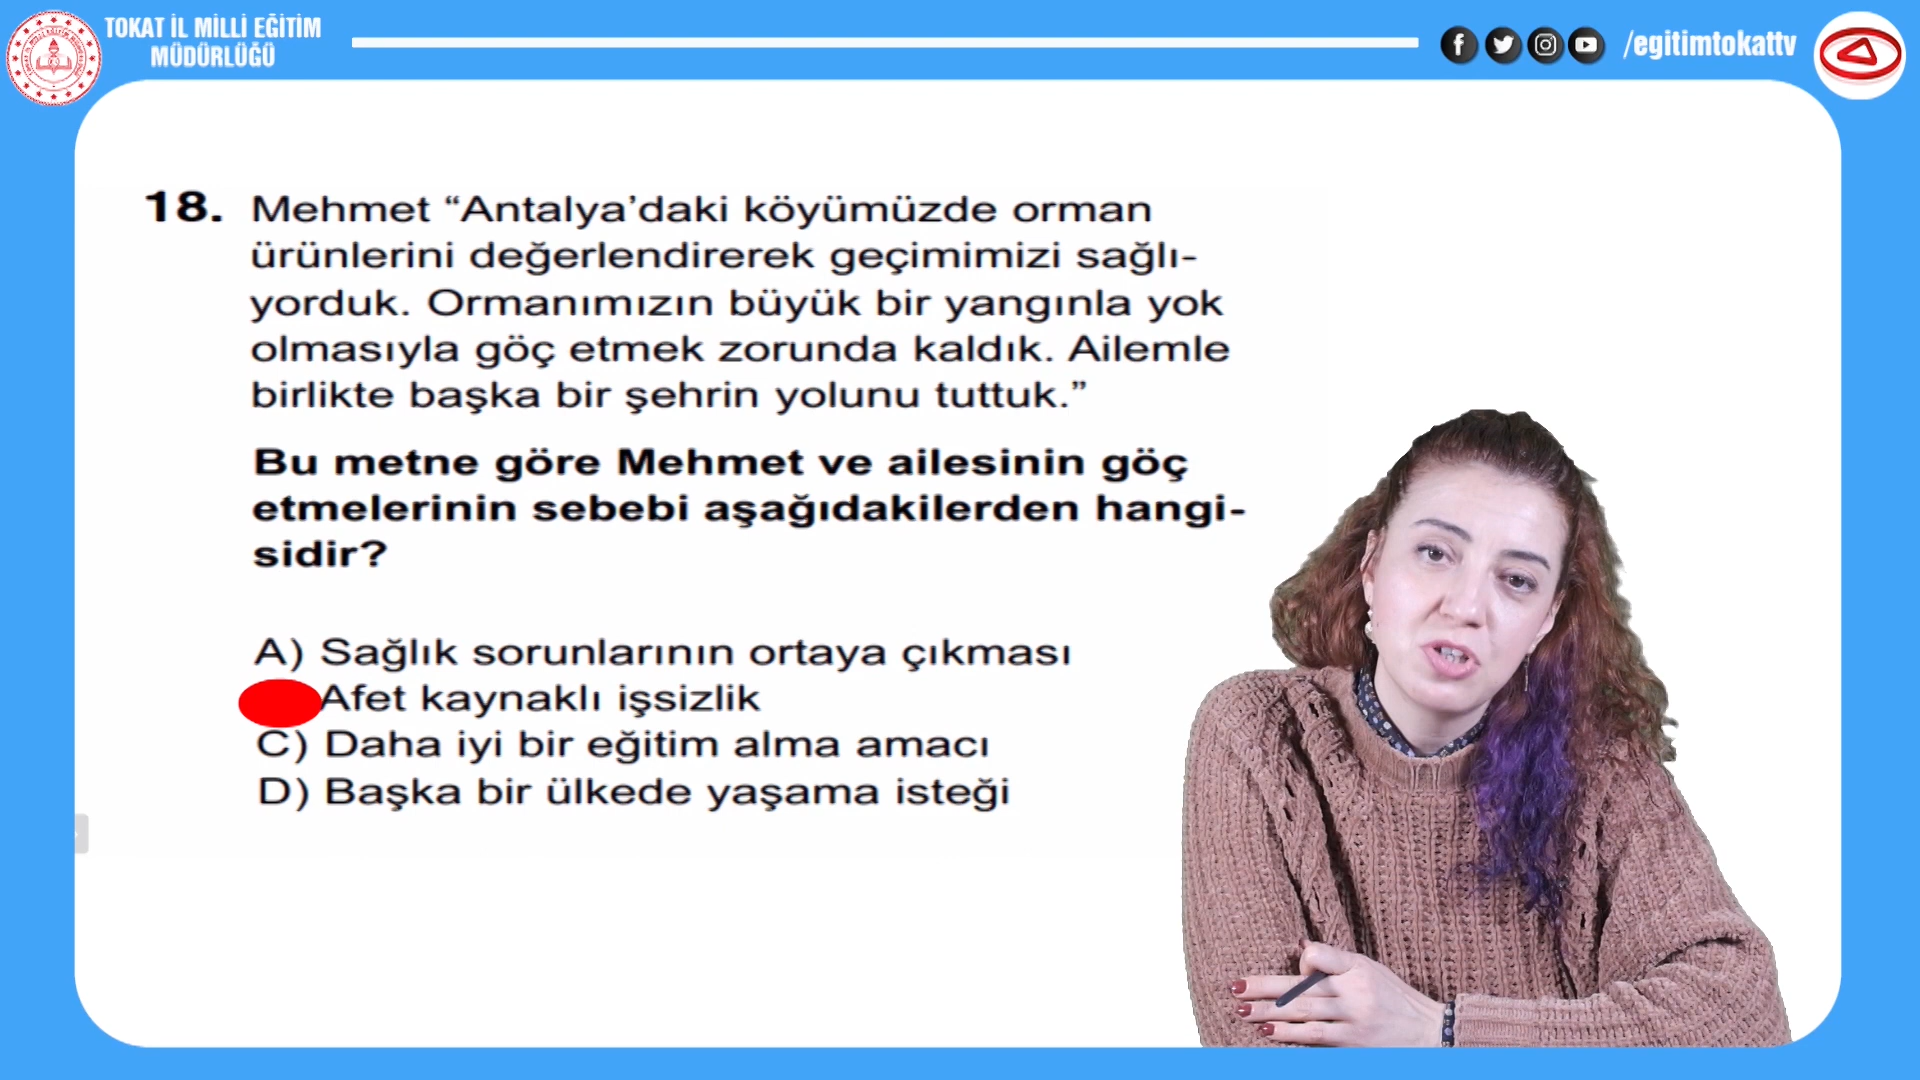 TOKAT İL MİLLİ EĞİTİM
MÜDÜRLÜĞÜ
/egitimtokattv
18. Mehmet “Antalya’daki köyümüzde orman
ürünlerini değerlendirerek geçimimizi sağlı-
yorduk. Ormanımızın büyük bir yangınla yok
olmasıyla göç etmek zorunda kaldık. Ailemle
birlikte başka bir şehrin yolunu tuttuk.”
Bu metne göre Mehmet ve ailesinin göç
etmelerinin sebebi aşağıdakilerden hangi-
sidir?
A) Sağlık sorunlarının ortaya çıkması
Afet kaynaklı işsizlik
C) Daha iyi bir eğitim alma amacı
D) Başka bir ülkede yaşama isteği